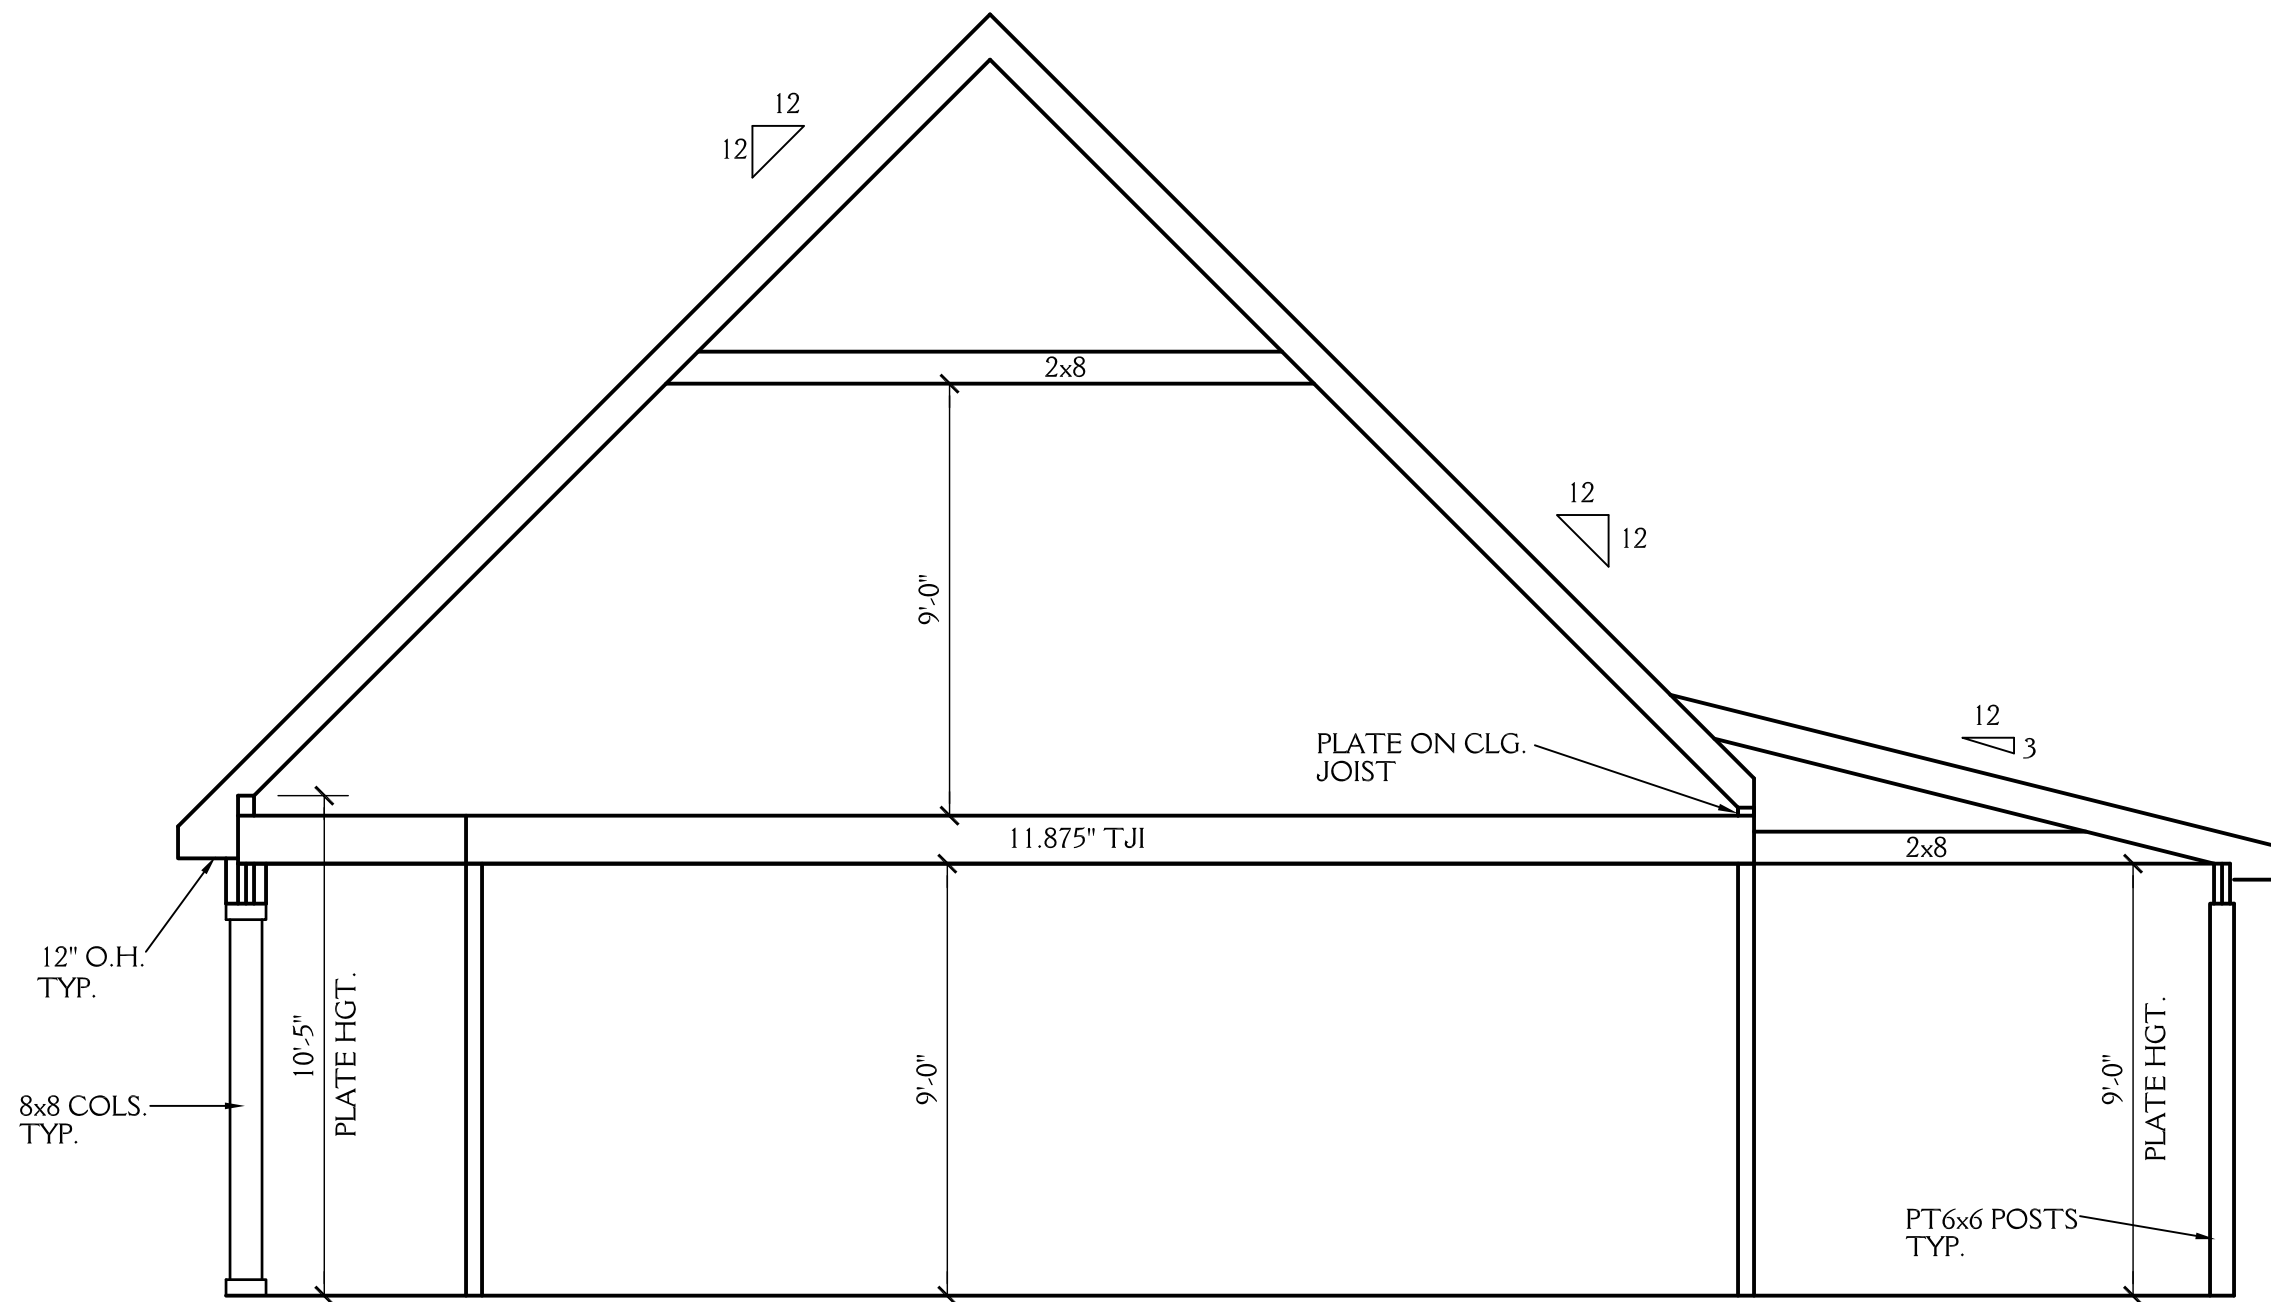 12
12
2x8
12
12
9'-0"
12
3
PLATE ON CLG.
JOIST
11.875" TJI
2x8
12" O.H.
TYP.
10'-5"
PLATE HGT.
9'-0"
9'-0"
PLATE HGT.
8x8 COLS.
TYP.
PT6x6 POSTS
TYP.